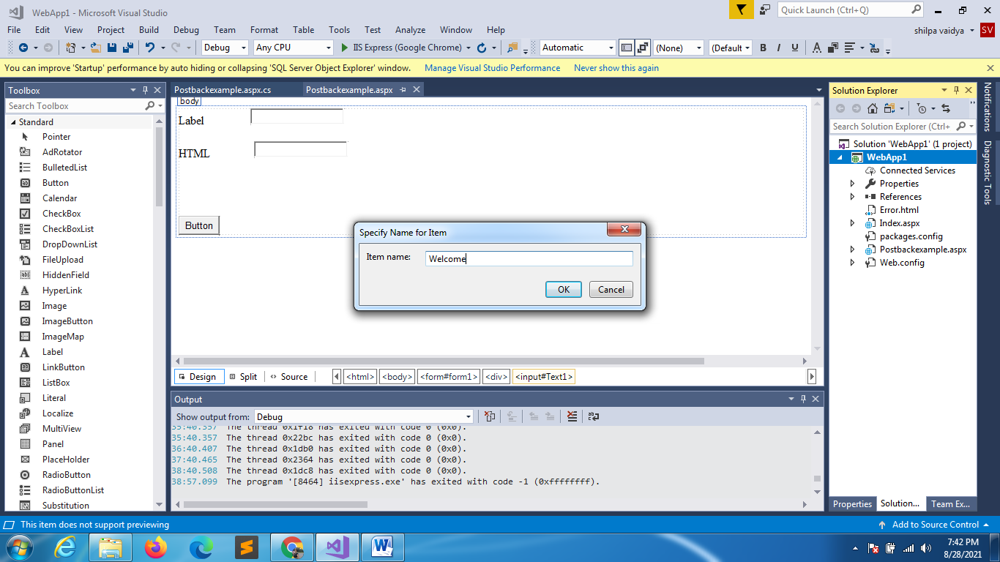 WebApp1 - Microsoft Visual Studio
Quick Launch (Ctrl+Q)
File Edit View Project Build Debug Team Format Table Tools Test Analyze Window Help
shilpa vaidya SV
Debug Any CPU IIS Express (Google Chrome) Automatic (None) (Default B I U A
You can improve 'Startup' performance by auto hiding or collapsing 'SQL Server Object Explorer' window. Manage Visual Studio Performance Never show this again
Toolbox
Search Toolbox
Standard
Pointer
AdRotator
BulletedList
Button
Calendar
CheckBox
CheckBoxList
DropDownList
FileUpload
HiddenField
HyperLink
Image
ImageButton
ImageMap
Label
LinkButton
ListBox
Literal
Localize
MultiView
Panel
PlaceHolder
RadioButton
RadioButtonList
Substitution
Postbackexample.aspx.cs Postbackexample.aspx
body
Label
HTML
Button
Specify Name for Item
Item name: Welcome
OK Cancel
Design Split Source <html> <body> <form#form1> <div> <input#Text1>
Output
Show output from: Debug
35:40.357 The thread 0x1f18 has exited with code 0 (0x0).
35:40.357 The thread 0x22bc has exited with code 0 (0x0).
36:40.407 The thread 0x1db0 has exited with code 0 (0x0).
37:40.465 The thread 0x2364 has exited with code 0 (0x0).
38:40.508 The thread 0x1dc8 has exited with code 0 (0x0).
38:57.099 The program '[8464] iisexpress.exe' has exited with code -1 (0xffffffff).
Solution Explorer
Search Solution Explorer (Ctrl+
Solution 'WebApp1' (1 project)
WebApp1
Connected Services
Properties
References
Error.html
Index.aspx
packages.config
Postbackexample.aspx
Web.config
Properties Solution... Team Ex...
Notifications
Diagnostic Tools
This item does not support previewing
Add to Source Control
7:42 PM
8/28/2021